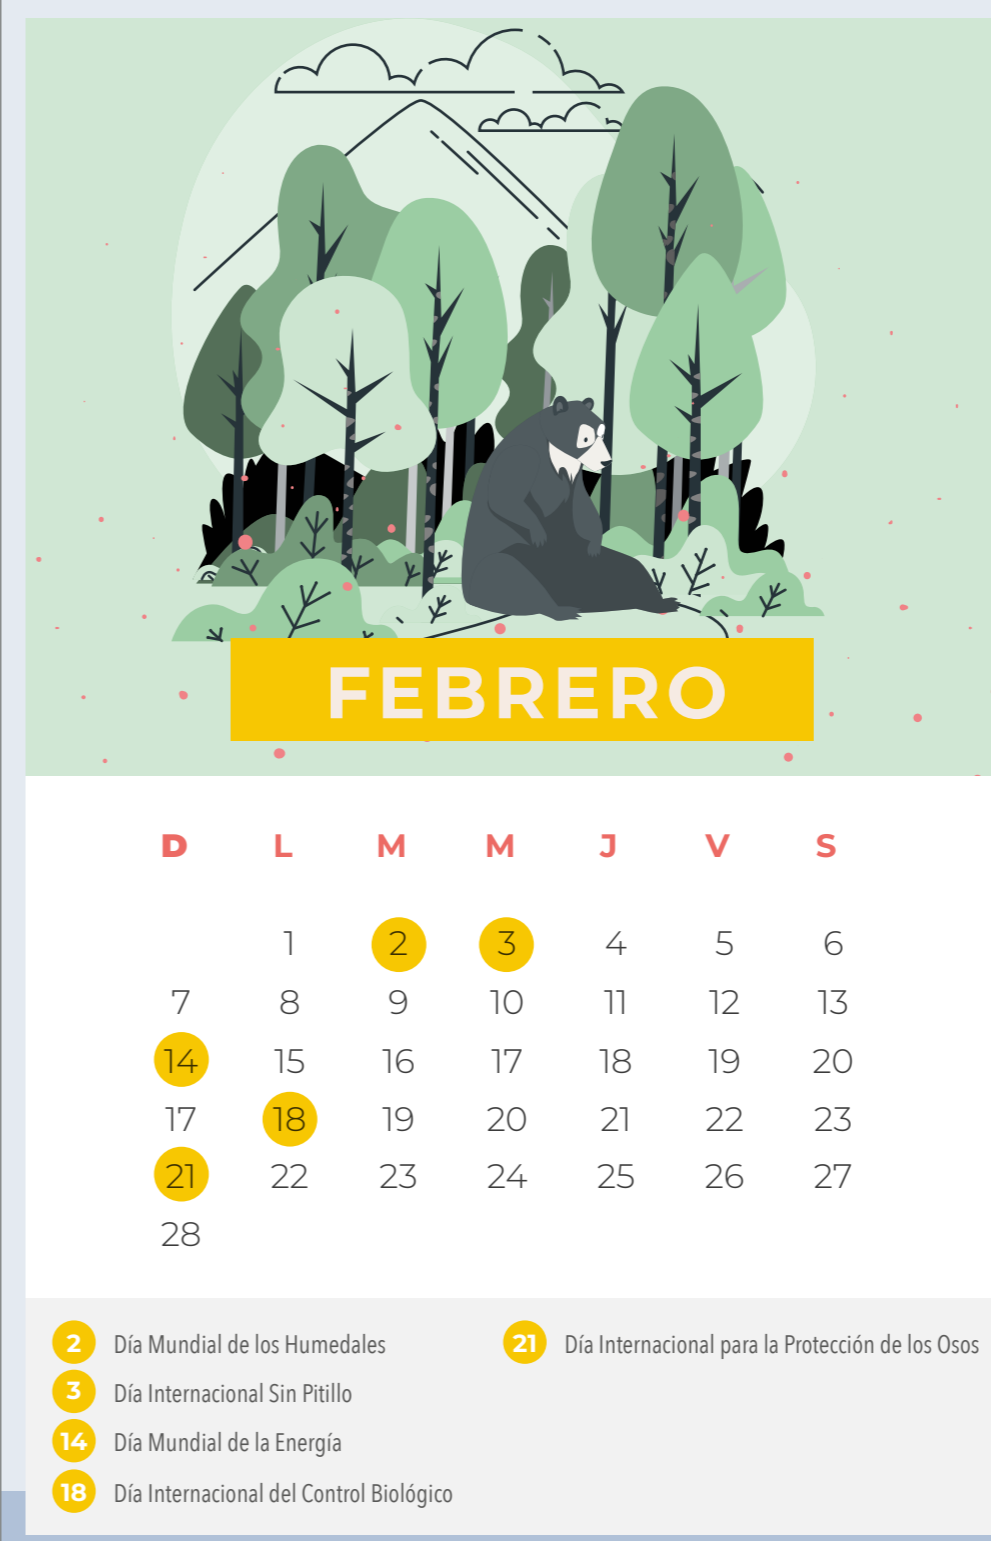 FEBRERO
D L M M J V S
1 2 3 4 5 6
7 8 9 10 11 12 13
14 15 16 17 18 19 20
17 18 19 20 21 22 23
21 22 23 24 25 26 27
28
2 Día Mundial de los Humedales
3 Día Internacional Sin Pitillo
14 Día Mundial de la Energía
18 Día Internacional del Control Biológico
21 Día Internacional para la Protección de los Osos